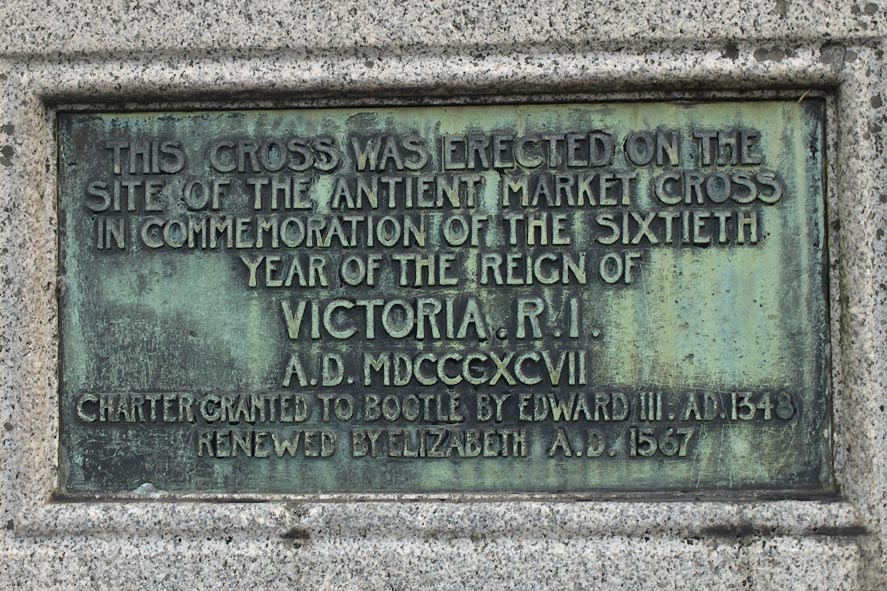 THIS CROSS WAS ERECTED ON THE
SITE OF THE ANTIENT MARKET CROSS
IN COMMEMORATION OF THE SIXTIETH
YEAR OF THE REIGN OF
VICTORIA. R. I.
A.D. MDCCCXCVII
CHARTER GRANTED TO BOOTLE BY EDWARD III. AD. 1348
RENEWED BY ELIZABETH A.D. 1567